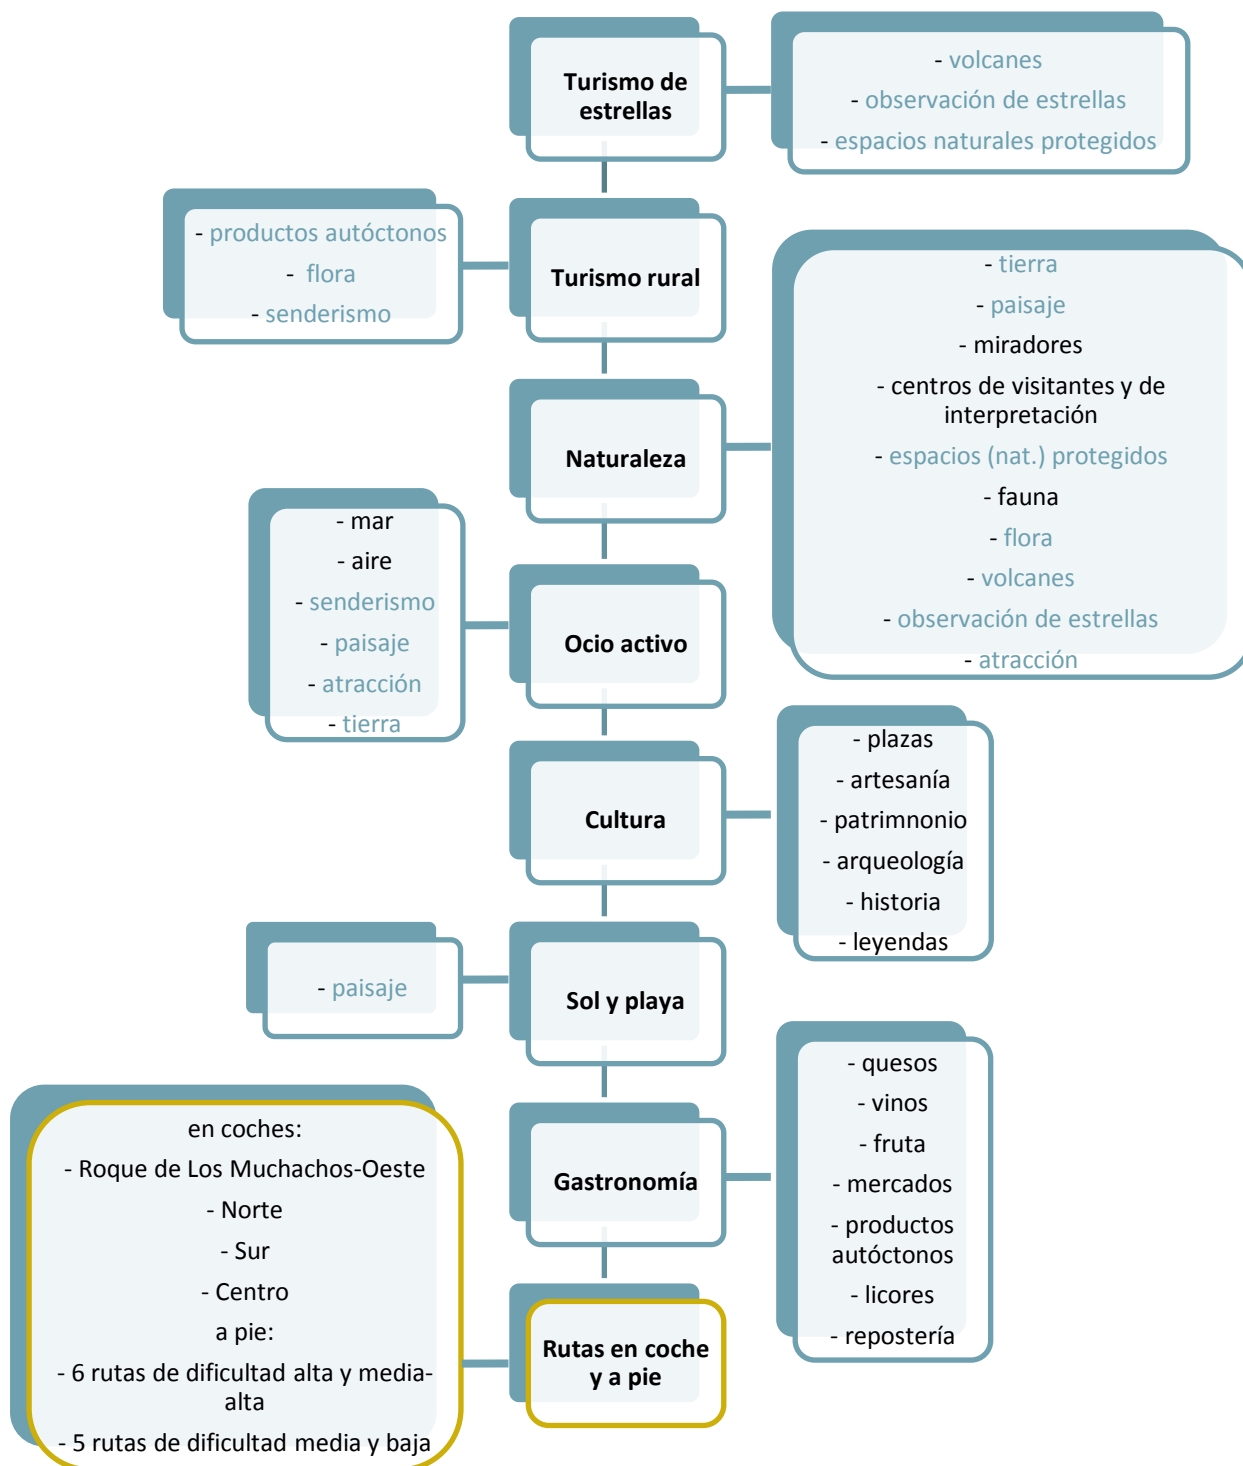 Turismo de
estrellas
- volcanes
- observación de estrellas
- espacios naturales protegidos
Turismo rural
- productos autóctonos
- flora
- senderismo
Naturaleza
- tierra
- paisaje
- miradores
- centros de visitantes y de
interpretación
- espacios (nat.) protegidos
- fauna
- flora
- volcanes
- observación de estrellas
- atracción
Ocio activo
- mar
- aire
- senderismo
- paisaje
- atracción
- tierra
Cultura
- plazas
- artesanía
- patrimnonio
- arqueología
- historia
- leyendas
Sol y playa
- paisaje
Gastronomía
- quesos
- vinos
- fruta
- mercados
- productos
autóctonos
- licores
- repostería
Rutas en coche
y a pie
en coches:
- Roque de Los Muchachos-Oeste
- Norte
- Sur
- Centro
a pie:
- 6 rutas de dificultad alta y media-
alta
- 5 rutas de dificultad media y baja